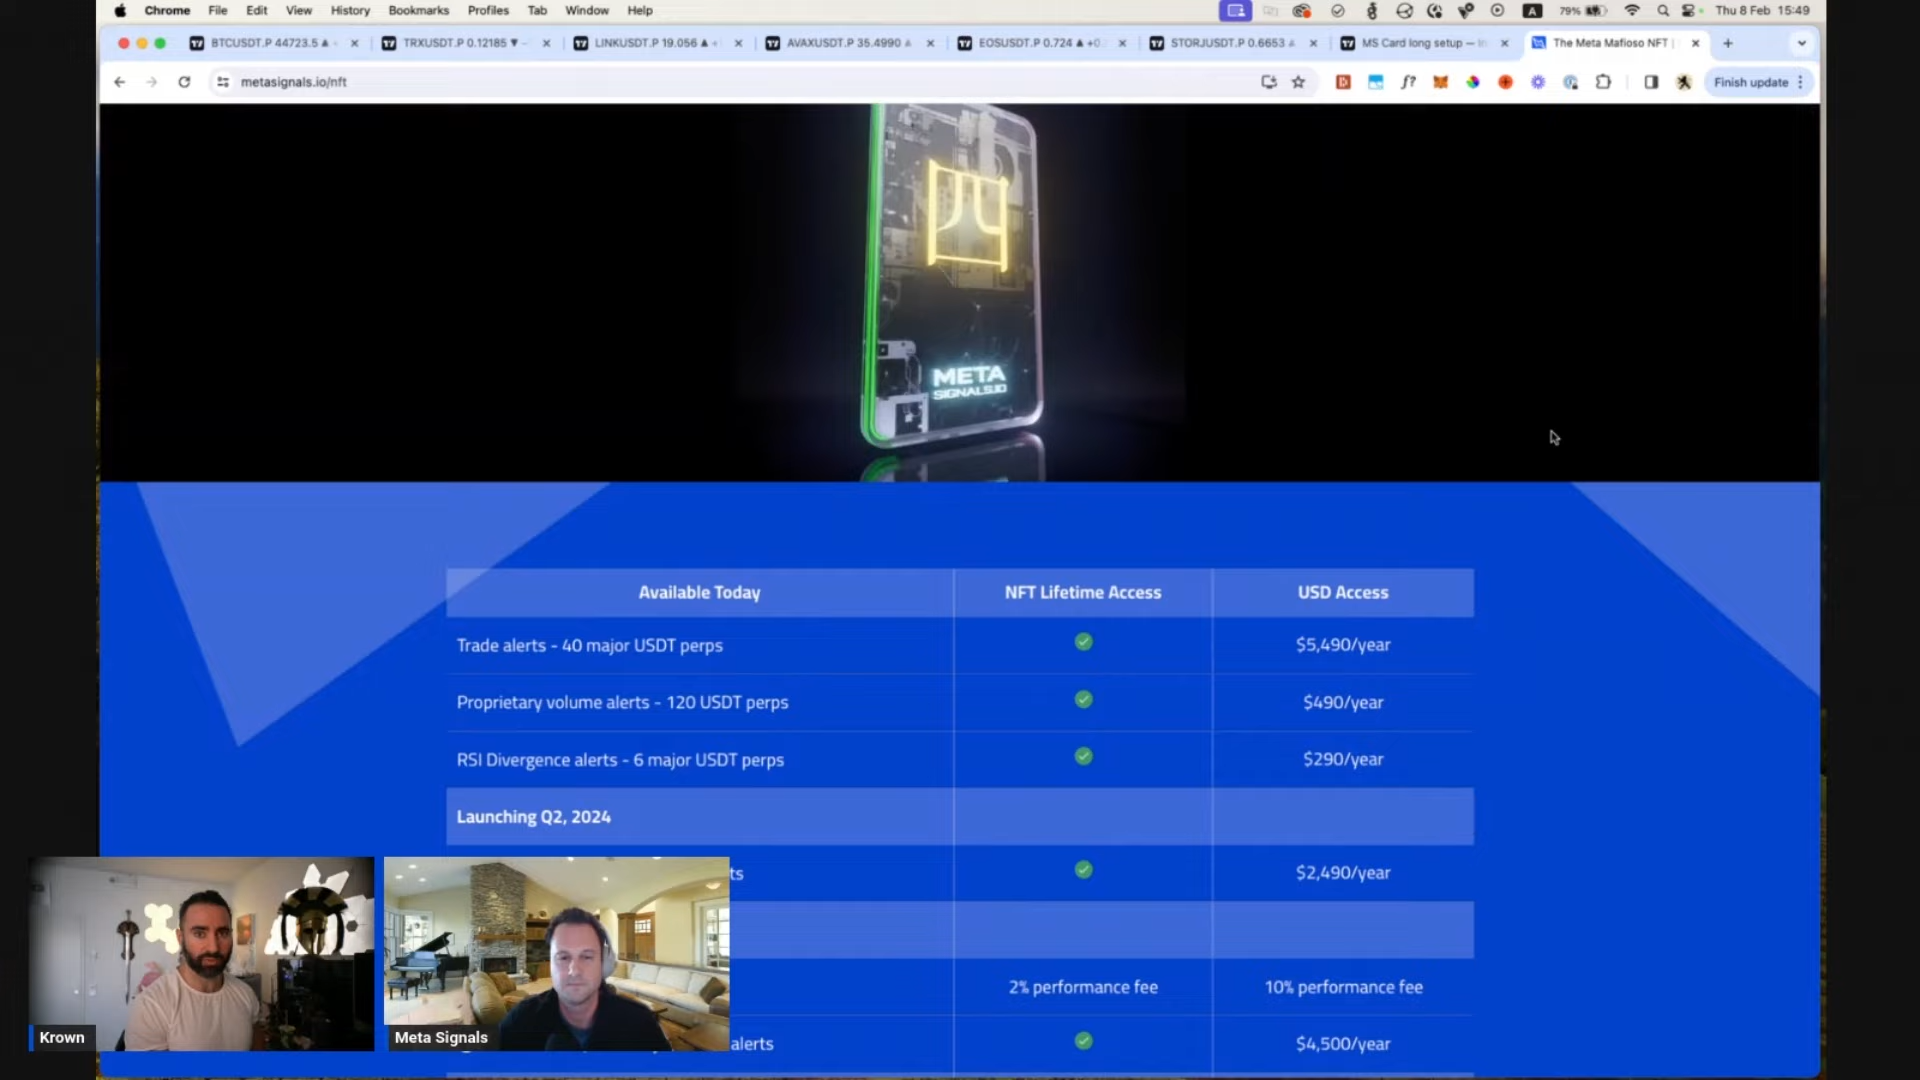 Chrome File Edit View History Bookmarks Profiles Tab Window Help A 79% Thu 8 Feb 15:49
BTCUSDT.P 44723.5 ▲ TRXUSDT.P 0.12185 ▼ LINKUSDT.P 19.056 ▲ AVAXUSDT.P 35.4990 EOSUSDT.P 0.724 ▲ +0. STORJUSDT.P 0.6653 MS Card long setup — The Meta Mafioso NFT |
metasignals.io/nft f? Finish update
四
META
SIGNALS.IO
Available Today NFT Lifetime Access USD Access
Trade alerts - 40 major USDT perps $5,490/year
Proprietary volume alerts - 120 USDT perps $490/year
RSI Divergence alerts - 6 major USDT perps $290/year
Launching Q2, 2024
ts $2,490/year
2% performance fee 10% performance fee
alerts $4,500/year
Krown Meta Signals